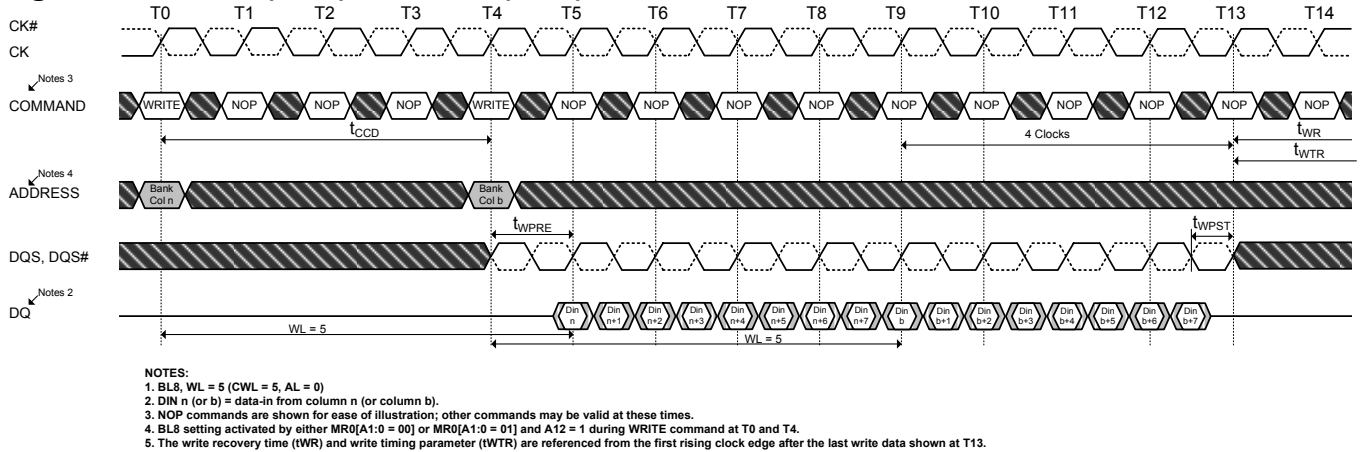 T0 T1 T2 T3 T4 T5 T6 T7 T8 T9 T10 T11 T12 T13 T14
CK#
CK
Notes 3
COMMAND WRITE NOP NOP NOP WRITE NOP NOP NOP NOP NOP NOP NOP NOP NOP NOP
tCCD 4 Clocks tWR
tWTR
Notes 4
ADDRESS
Bank Bank
Col n Col b
tWPRE tWPST
DQS, DQS#
Notes 2
DQ
Din Din Din Din Din Din Din Din Din Din Din Din Din Din Din Din
n n+1 n+2 n+3 n+4 n+5 n+6 n+7 b b+1 b+2 b+3 b+4 b+5 b+6 b+7
WL = 5 WL = 5
NOTES:
1. BL8, WL = 5 (CWL = 5, AL = 0)
2. DIN n (or b) = data-in from column n (or column b).
3. NOP commands are shown for ease of illustration; other commands may be valid at these times.
4. BL8 setting activated by either MR0[A1:0 = 00] or MR0[A1:0 = 01] and A12 = 1 during WRITE command at T0 and T4.
5. The write recovery time (tWR) and write timing parameter (tWTR) are referenced from the first rising clock edge after the last write data shown at T13.